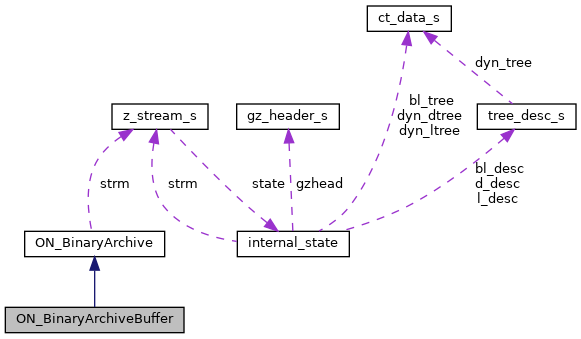 ct_data_s
dyn_tree
bl_tree
dyn_dtree
dyn_ltree
z_stream_s
gz_header_s
tree_desc_s
bl_desc
d_desc
l_desc
strm
strm
state
gzhead
ON_BinaryArchive
internal_state
ON_BinaryArchiveBuffer